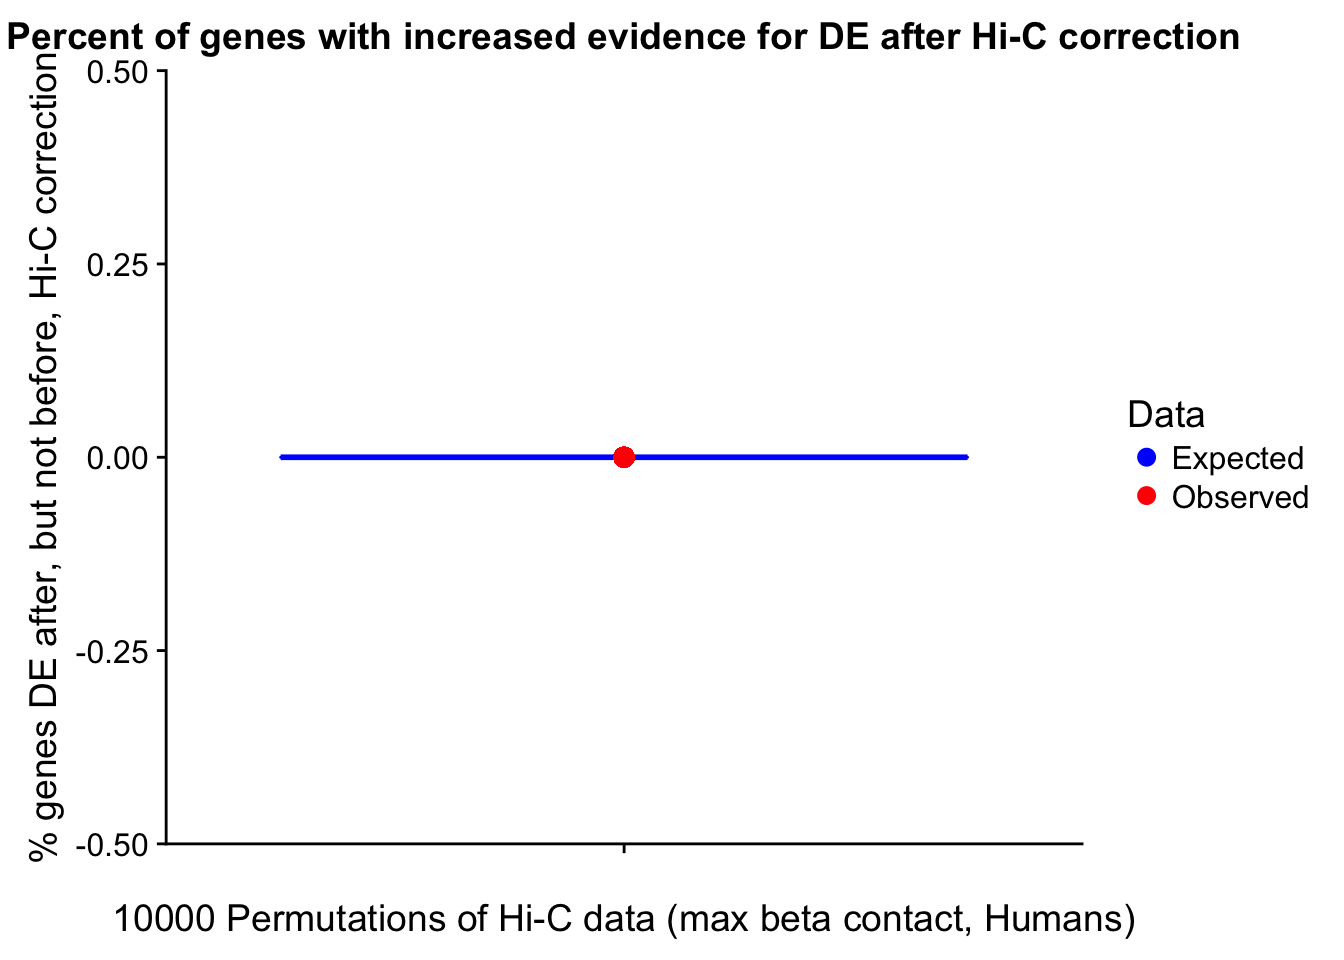 Percent of genes with increased evidence for DE after Hi-C correction
% genes DE after, but not before, Hi-C correction
0.50
0.25
0.00
-0.25
-0.50
10000 Permutations of Hi-C data (max beta contact, Humans)
Data
Expected
Observed